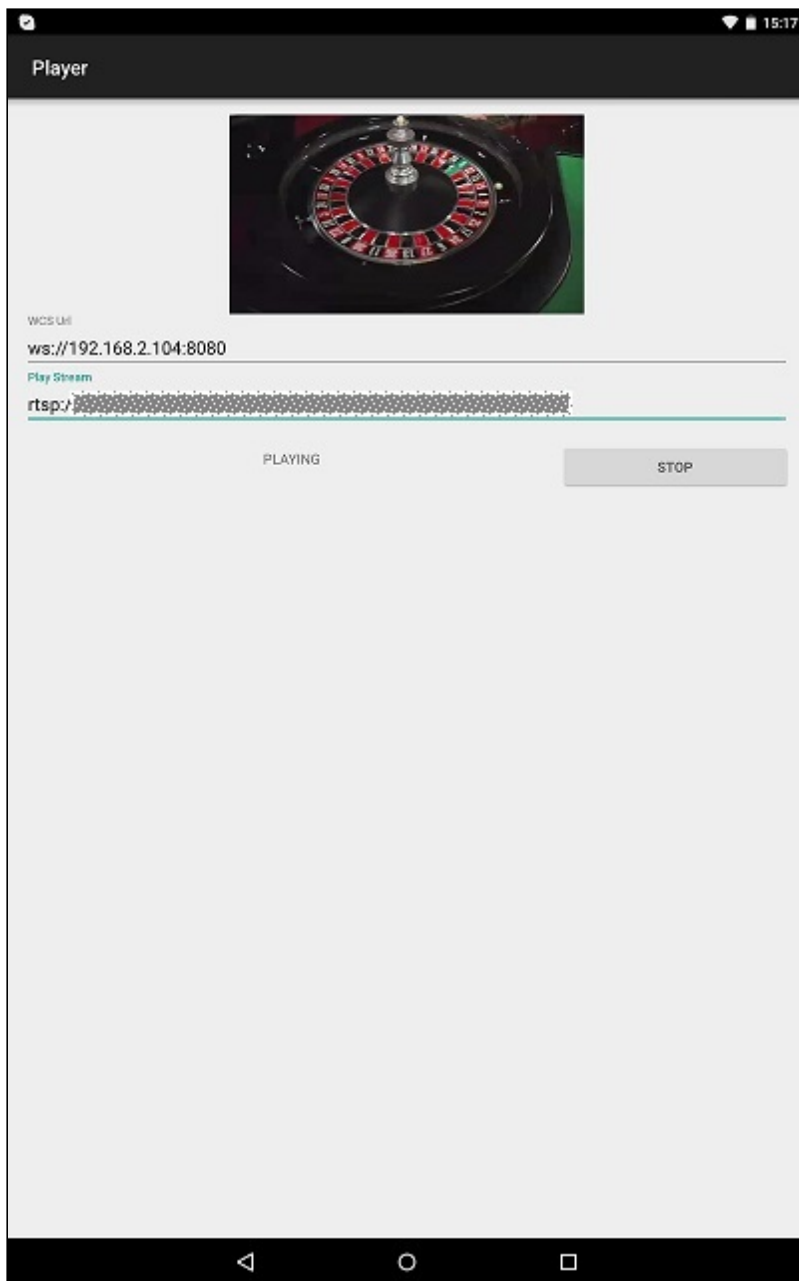 15:17
Player
WCS Url
ws://192.168.2.104:8080
Play Stream
rtsp:/
PLAYING
STOP